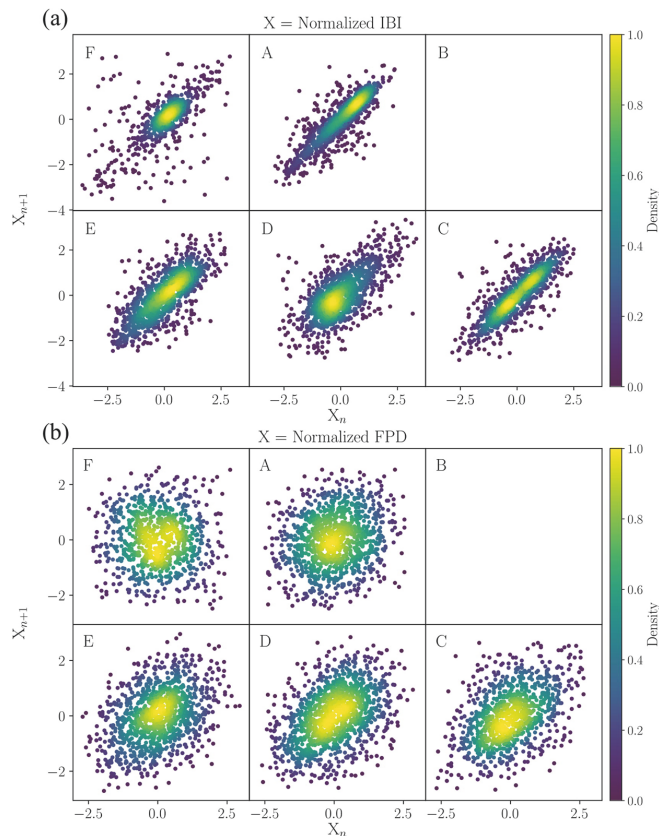 (a)
X = Normalized IBI
F
A
B
2
0
−2
−4
X_{n+1}
E
D
C
2
0
−2
−4
−2.5 0.0 2.5
−2.5 0.0 2.5
−2.5 0.0 2.5
X_n
1.0
0.8
0.6
0.4
0.2
0.0
Density
(b)
X = Normalized FPD
F
A
B
2
0
−2
X_{n+1}
E
D
C
2
0
−2
−2.5 0.0 2.5
−2.5 0.0 2.5
−2.5 0.0 2.5
X_n
1.0
0.8
0.6
0.4
0.2
0.0
Density